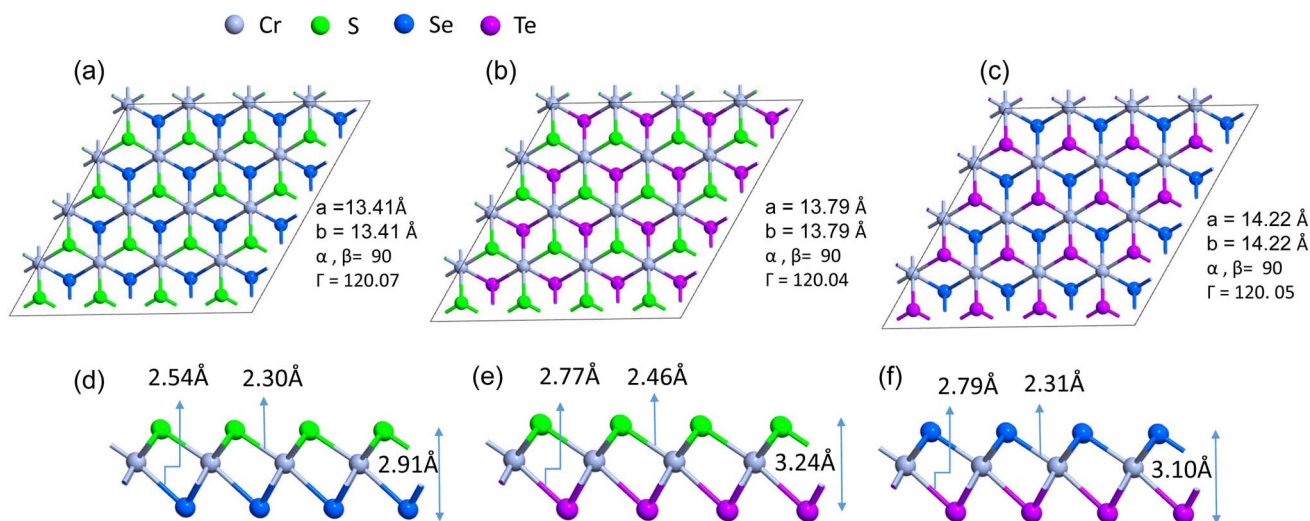 Cr S Se Te
(a)
a =13.41Å
b = 13.41 Å
α , β= 90
Γ = 120.07
(b)
a = 13.79 Å
b = 13.79 Å
α , β= 90
Γ = 120.04
(c)
a = 14.22 Å
b = 14.22 Å
α , β= 90
Γ = 120. 05
(d)
2.54Å 2.30Å
2.91Å
(e)
2.77Å 2.46Å
3.24Å
(f)
2.79Å 2.31Å
3.10Å